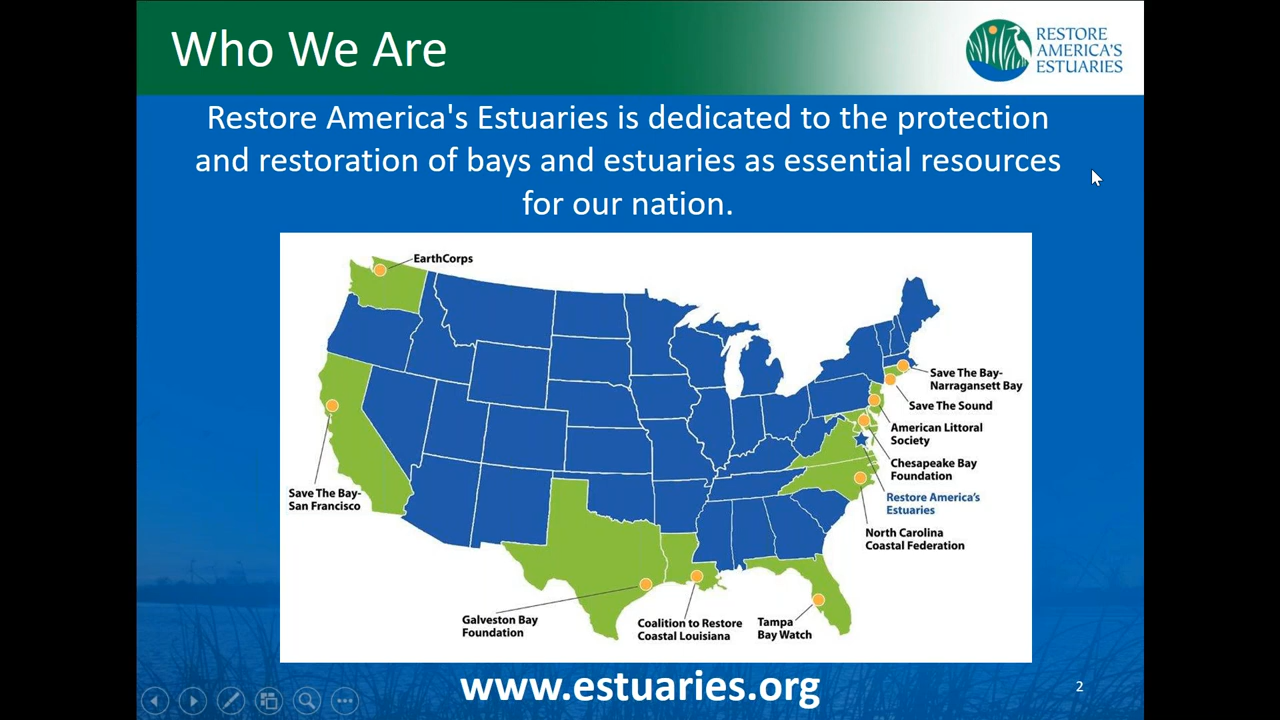 Who We Are
RESTORE
AMERICA'S
ESTUARIES
Restore America's Estuaries is dedicated to the protection
and restoration of bays and estuaries as essential resources
for our nation.
EarthCorps
Save The Bay-
Narragansett Bay
Save The Sound
American Littoral
Society
Chesapeake Bay
Foundation
Save The Bay-
San Francisco
Restore America's
Estuaries
North Carolina
Coastal Federation
Galveston Bay
Foundation
Coalition to Restore
Coastal Louisiana
Tampa
Bay Watch
www.estuaries.org
2